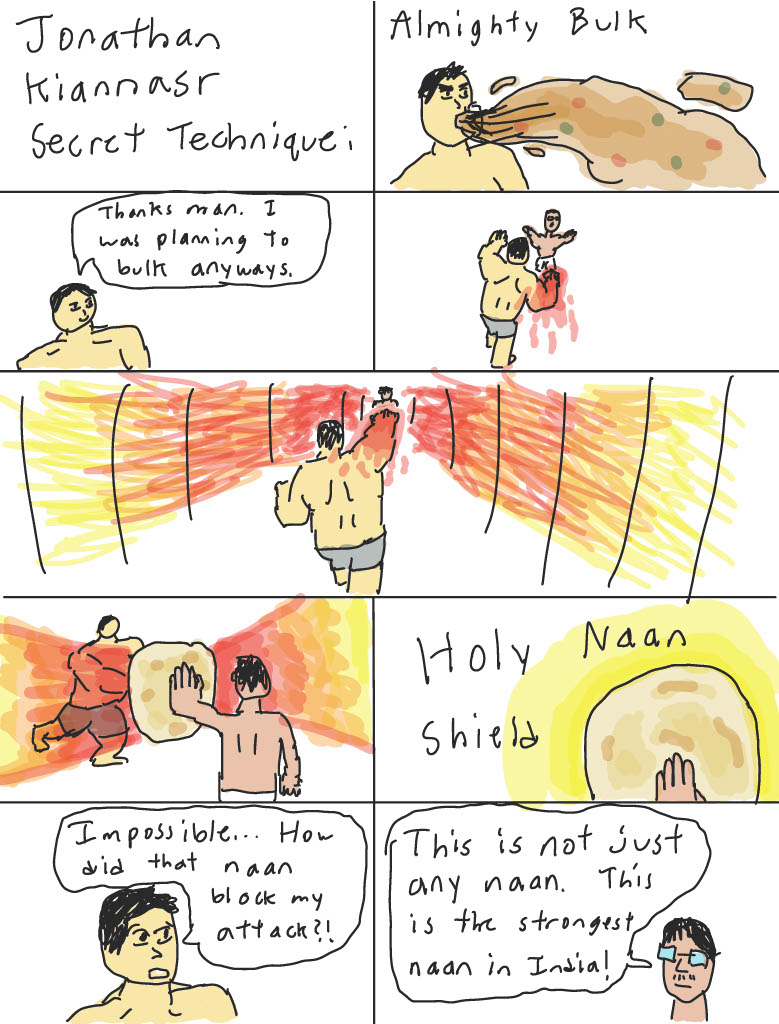 Jonathan
Kiannasr
Secret Technique:
Almighty Bulk
Thanks man. I
was planning to
bulk anyways.
K
Holy Naan
Shield
Impossible... How
did that naan
block my
attack?!
This is not just
any naan. This
is the strongest
naan in India!